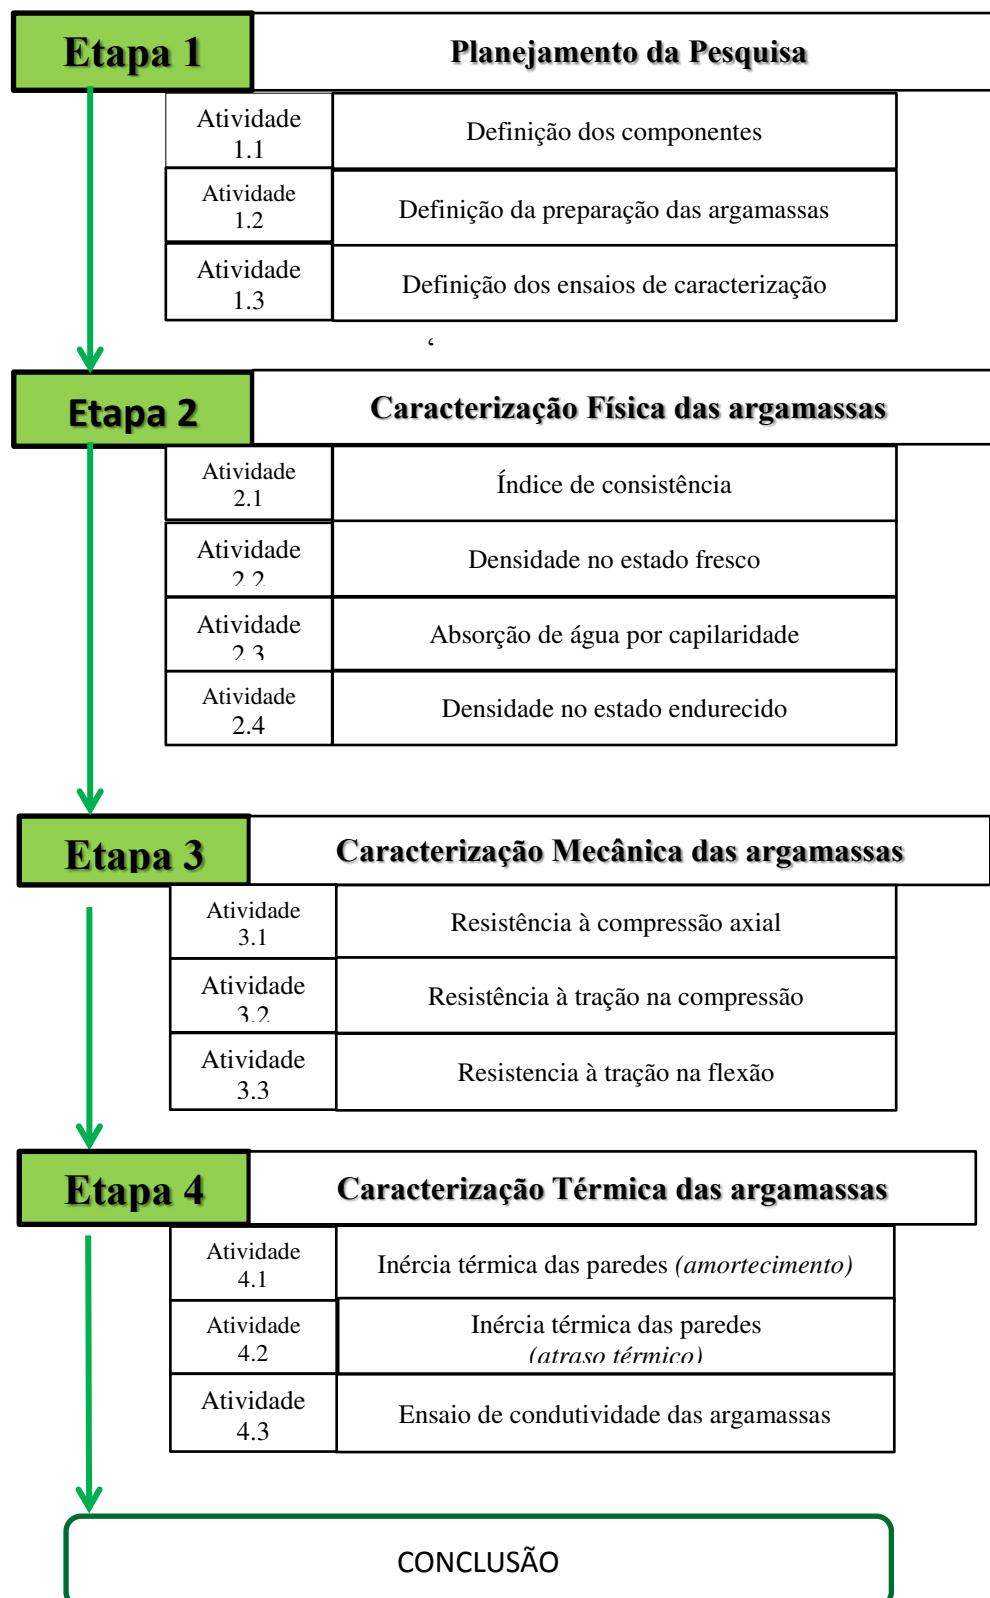 Etapa 1
Planejamento da Pesquisa
Atividade
1.1
Definição dos componentes
Atividade
1.2
Definição da preparação das argamassas
Atividade
1.3
Definição dos ensaios de caracterização
‘
Etapa 2
Caracterização Física das argamassas
Atividade
2.1
Índice de consistência
Atividade
2.2
Densidade no estado fresco
Atividade
2.3
Absorção de água por capilaridade
Atividade
2.4
Densidade no estado endurecido
Etapa 3
Caracterização Mecânica das argamassas
Atividade
3.1
Resistência à compressão axial
Atividade
3.2
Resistência à tração na compressão
Atividade
3.3
Resistencia à tração na flexão
Etapa 4
Caracterização Térmica das argamassas
Atividade
4.1
Inércia térmica das paredes (amortecimento)
Atividade
4.2
Inércia térmica das paredes
(atraso térmico)
Atividade
4.3
Ensaio de condutividade das argamassas
CONCLUSÃO